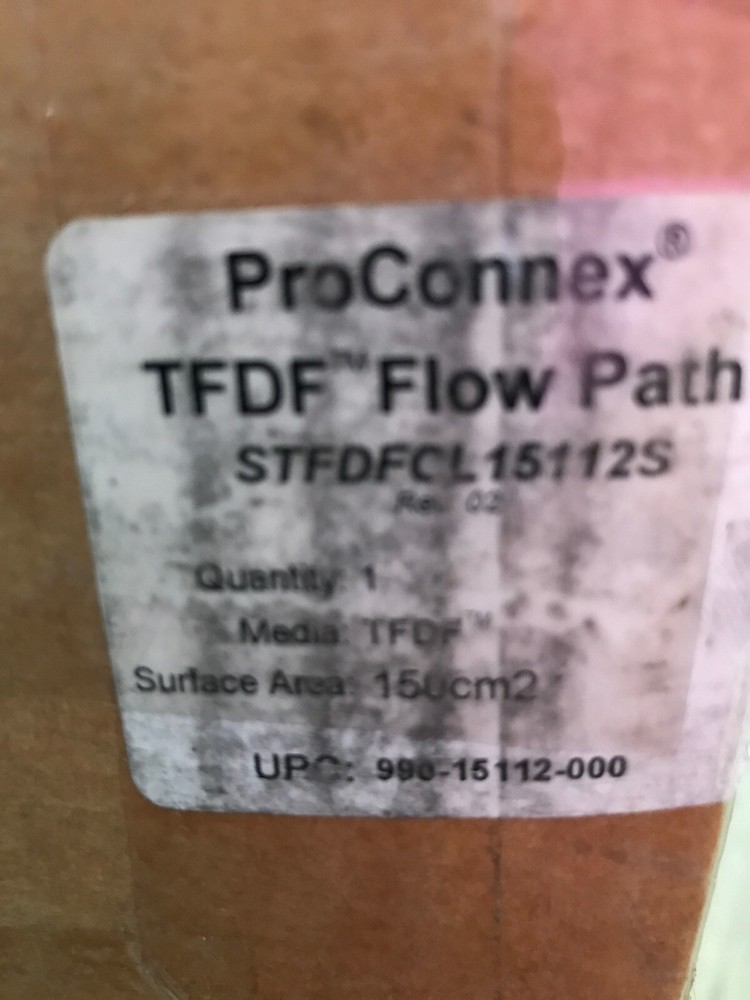 ProConnex®
TFDF™ Flow Path
STFDFCL15112S
Rev. 02
Quantity: 1
Media: TFDF™
Surface Area: 150cm2
UPC: 990-15112-000